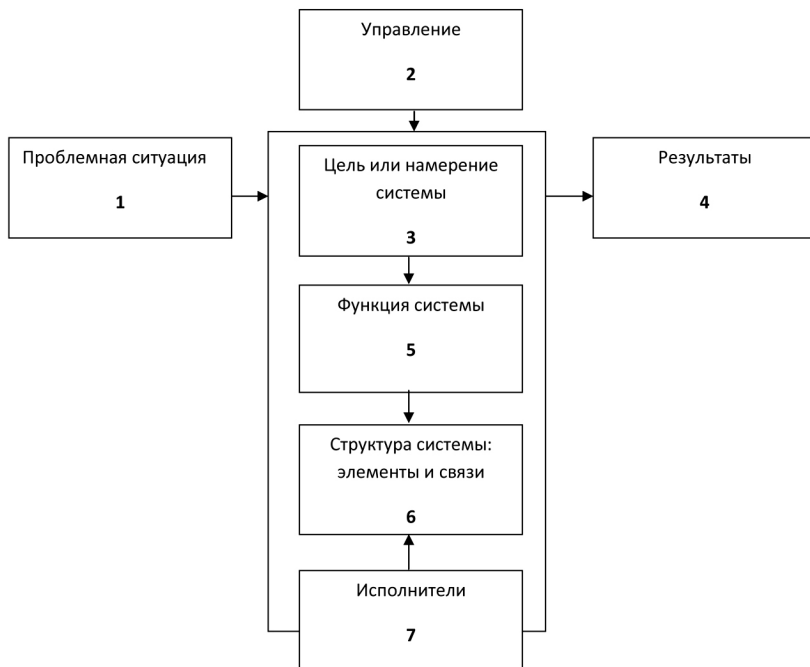 Управление
2
Проблемная ситуация
1
Цель или намерение
системы
3
Результаты
4
Функция системы
5
Структура системы:
элементы и связи
6
Исполнители
7